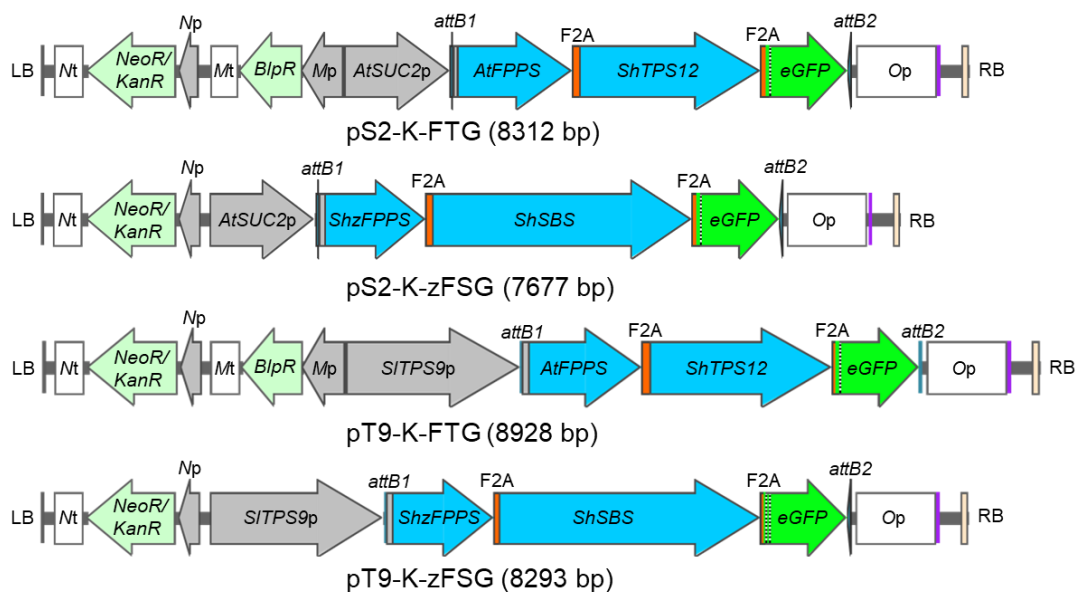 attB1 attB2
Np F2A F2A
LB Nt NeoR/ Mt BlpR Mp AtSUC2p AtFPPS ShTPS12 eGFP Op RB
KanR
pS2-K-FTG (8312 bp)
attB1 attB2
Np F2A F2A
LB Nt NeoR/ AtSUC2p ShzFPPS ShSBS eGFP Op RB
KanR
pS2-K-zFSG (7677 bp)
Np attB1 F2A F2A attB2
LB Nt NeoR/ Mt BlpR Mp SlTPS9p AtFPPS ShTPS12 eGFP Op RB
KanR
pT9-K-FTG (8928 bp)
Np attB1 F2A F2A attB2
LB Nt NeoR/ SlTPS9p ShzFPPS ShSBS eGFP Op RB
KanR
pT9-K-zFSG (8293 bp)